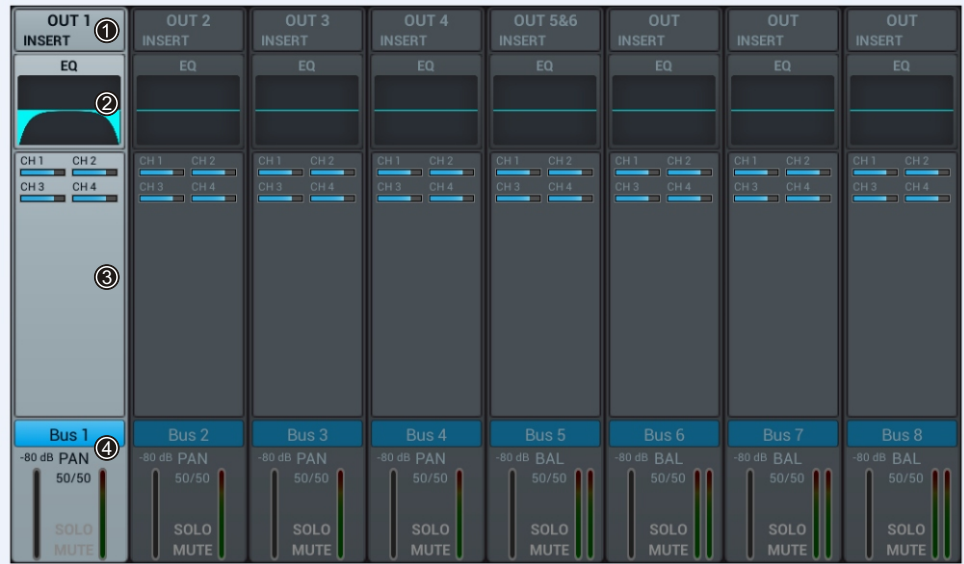 OUT 1 ① OUT 2 OUT 3 OUT 4 OUT 5&6 OUT OUT OUT
INSERT INSERT INSERT INSERT INSERT INSERT INSERT INSERT
EQ EQ EQ EQ EQ EQ EQ EQ
②
CH 1 CH 2 CH 1 CH 2 CH 1 CH 2 CH 1 CH 2 CH 1 CH 2 CH 1 CH 2 CH 1 CH 2 CH 1 CH 2
CH 3 CH 4 CH 3 CH 4 CH 3 CH 4 CH 3 CH 4 CH 3 CH 4 CH 3 CH 4 CH 3 CH 4 CH 3 CH 4
③
Bus 1 ④ Bus 2 Bus 3 Bus 4 Bus 5 Bus 6 Bus 7 Bus 8
-80 dB PAN -80 dB PAN -80 dB PAN -80 dB PAN -80 dB BAL -80 dB BAL -80 dB BAL -80 dB BAL
50/50 50/50 50/50 50/50 50/50 50/50 50/50 50/50
SOLO SOLO SOLO SOLO SOLO SOLO SOLO SOLO
MUTE MUTE MUTE MUTE MUTE MUTE MUTE MUTE